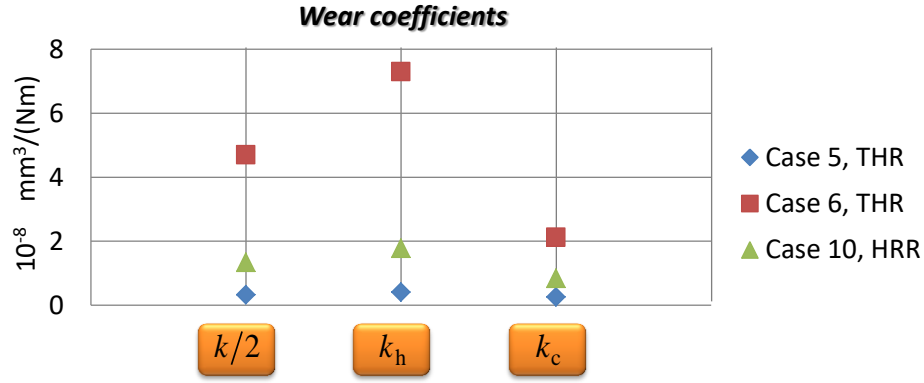 Wear coefficients
8
6
4
2
0
10⁻⁸ mm³/(Nm)
Case 5, THR
Case 6, THR
Case 10, HRR
k/2
kₕ
k_c